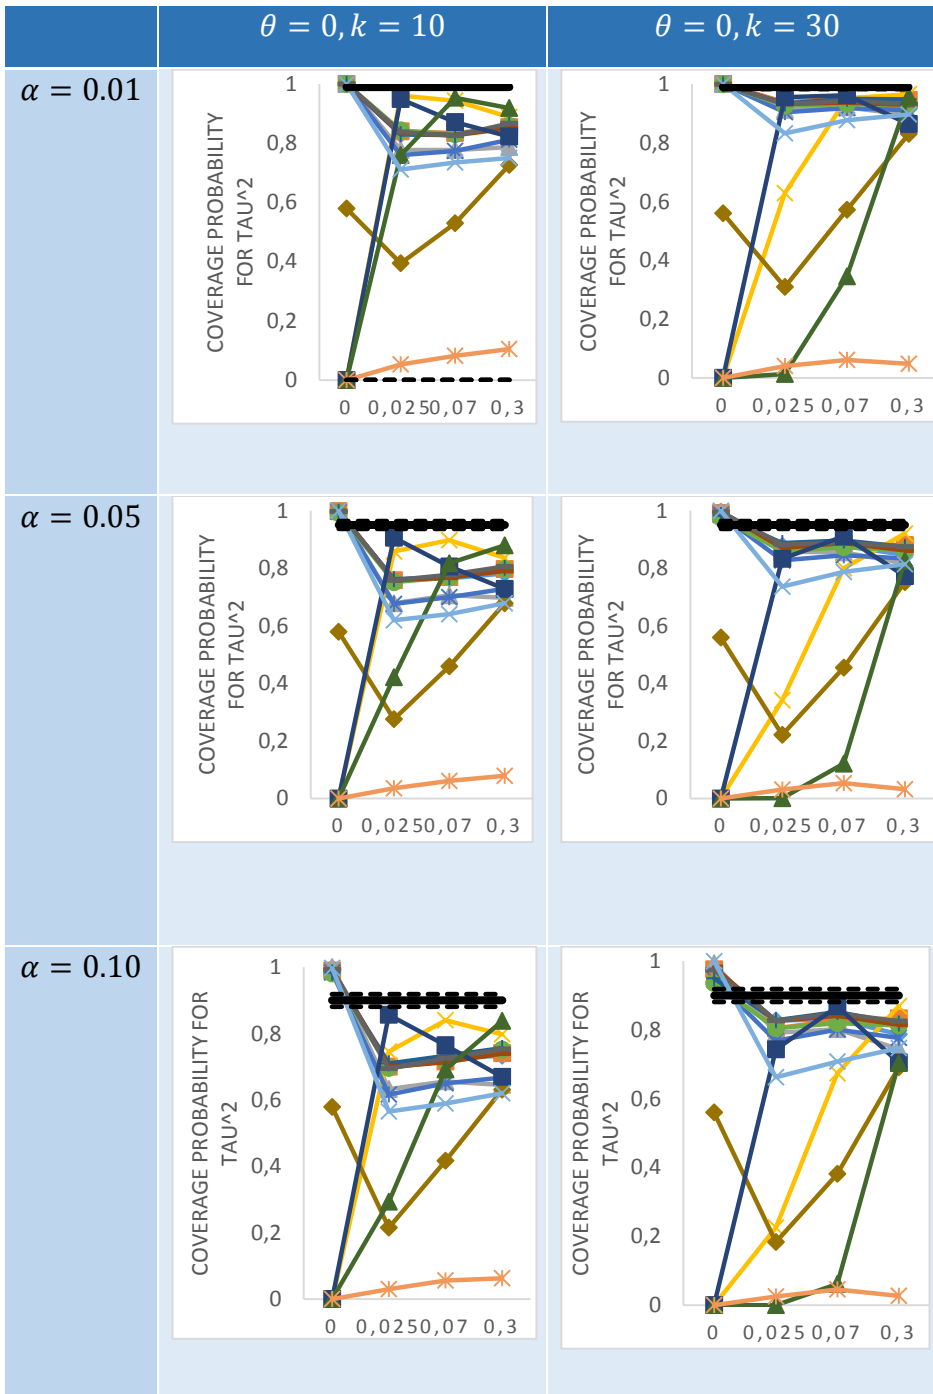 θ = 0, k = 10
θ = 0, k = 30
α = 0.01
COVERAGE PROBABILITY
FOR TAU^2
1
0,8
0,6
0,4
0,2
0
0 0,025 0,07 0,3
COVERAGE PROBABILITY
FOR TAU^2
1
0,8
0,6
0,4
0,2
0
0 0,025 0,07 0,3
α = 0.05
COVERAGE PROBABILITY
FOR TAU^2
1
0,8
0,6
0,4
0,2
0
0 0,025 0,07 0,3
COVERAGE PROBABILITY
FOR TAU^2
1
0,8
0,6
0,4
0,2
0
0 0,025 0,07 0,3
α = 0.10
COVERAGE PROBABILITY FOR
TAU^2
1
0,8
0,6
0,4
0,2
0
0 0,025 0,07 0,3
COVERAGE PROBABILITY FOR
TAU^2
1
0,8
0,6
0,4
0,2
0
0 0,025 0,07 0,3